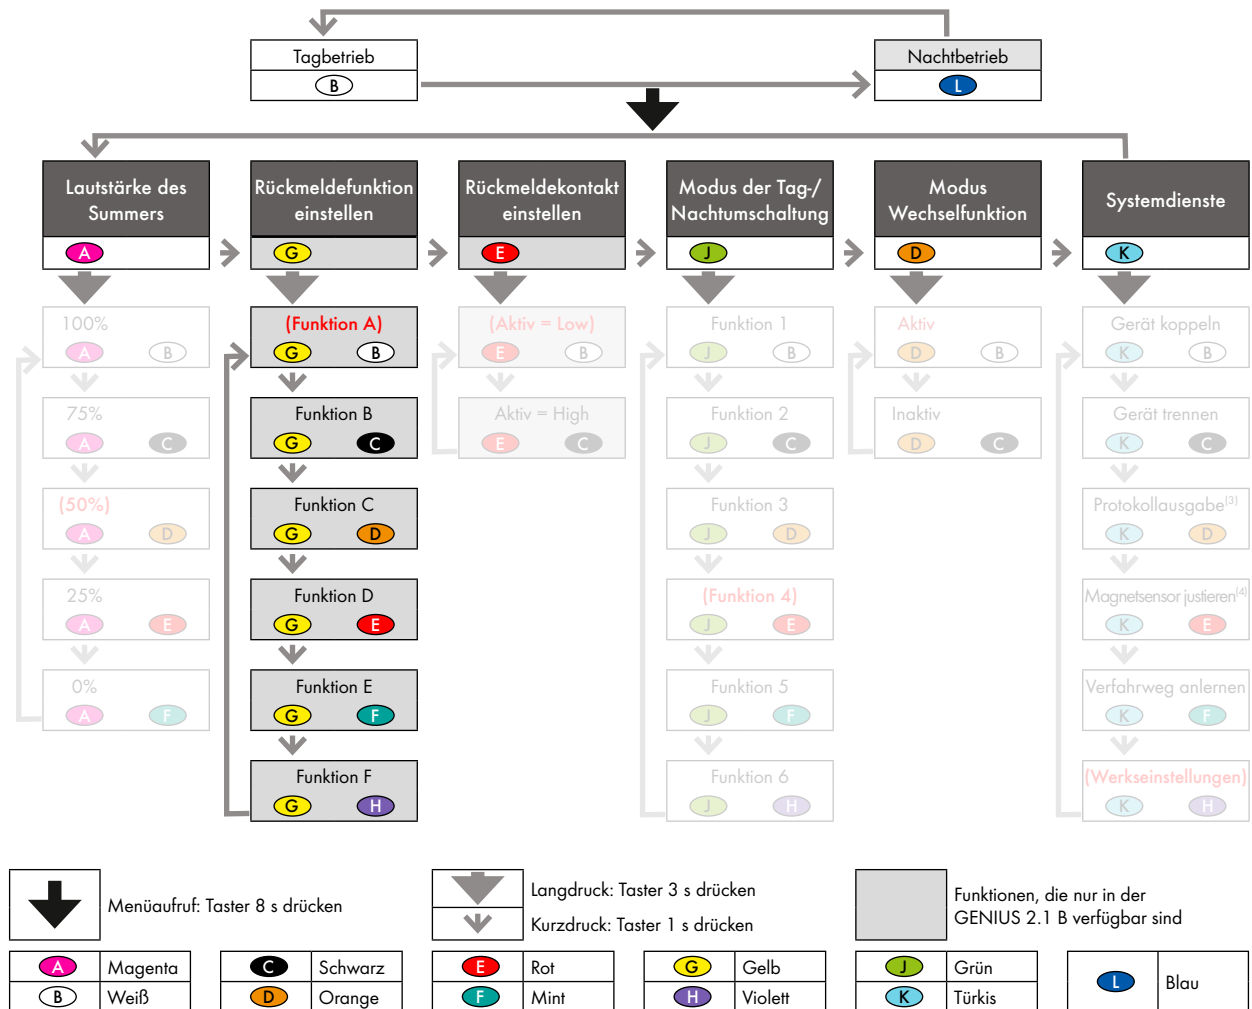 Tagbetrieb
B
Nachtbetrieb
L
Lautstärke des
Summers
A
Rückmeldefunktion
einstellen
G
Rückmeldekontakt
einstellen
E
Modus der Tag-/
Nachtumschaltung
J
Modus
Wechselfunktion
D
Systemdienste
K
100%
A B
75%
A C
(50%)
A D
25%
A E
0%
A F
(Funktion A)
G B
Funktion B
G C
Funktion C
G D
Funktion D
G E
Funktion E
G F
Funktion F
G H
(Aktiv = Low)
E B
Aktiv = High
E C
Funktion 1
J B
Funktion 2
J C
Funktion 3
J D
(Funktion 4)
J E
Funktion 5
J F
Funktion 6
J H
Aktiv
D B
Inaktiv
D C
Gerät koppeln
K B
Gerät trennen
K C
Protokollausgabe(3)
K D
Magnetsensor justieren(4)
K E
Verfahrweg anlernen
K F
(Werkseinstellungen)
K H
Menüaufruf: Taster 8 s drücken
Langdruck: Taster 3 s drücken
Kurzdruck: Taster 1 s drücken
Funktionen, die nur in der
GENIUS 2.1 B verfügbar sind
A Magenta
B Weiß
C Schwarz
D Orange
E Rot
F Mint
G Gelb
H Violett
J Grün
K Türkis
L Blau